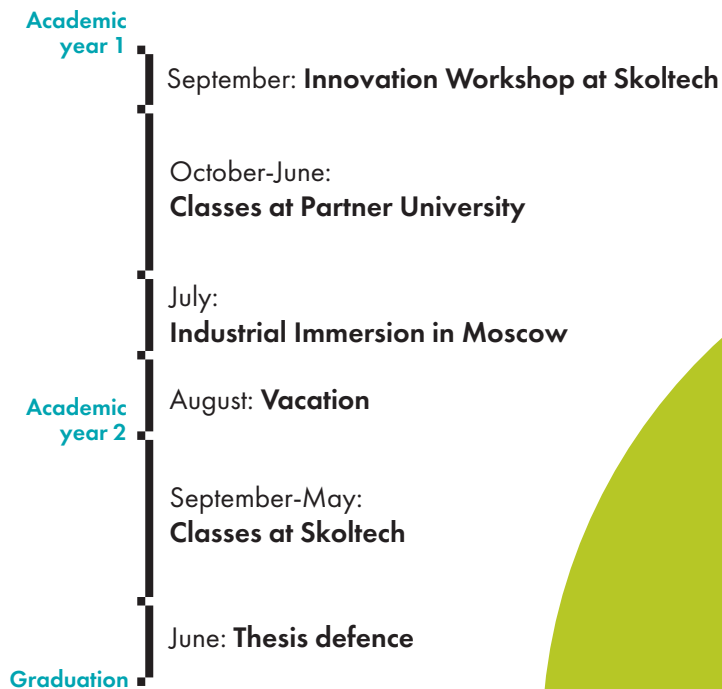 Academic
year 1
September: Innovation Workshop at Skoltech
October-June:
Classes at Partner University
July:
Industrial Immersion in Moscow
August: Vacation
Academic
year 2
September-May:
Classes at Skoltech
June: Thesis defence
Graduation